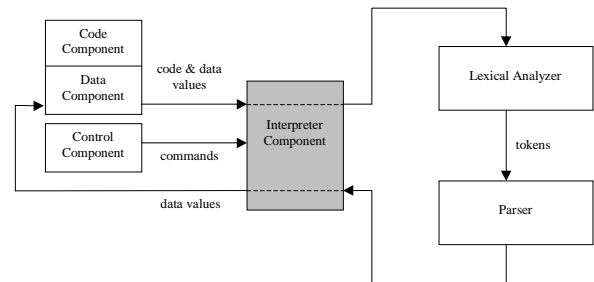 Code
Component
Data
Component
code & data
values
Control
Component
commands
data values
Interpreter
Component
Lexical Analyzer
tokens
Parser